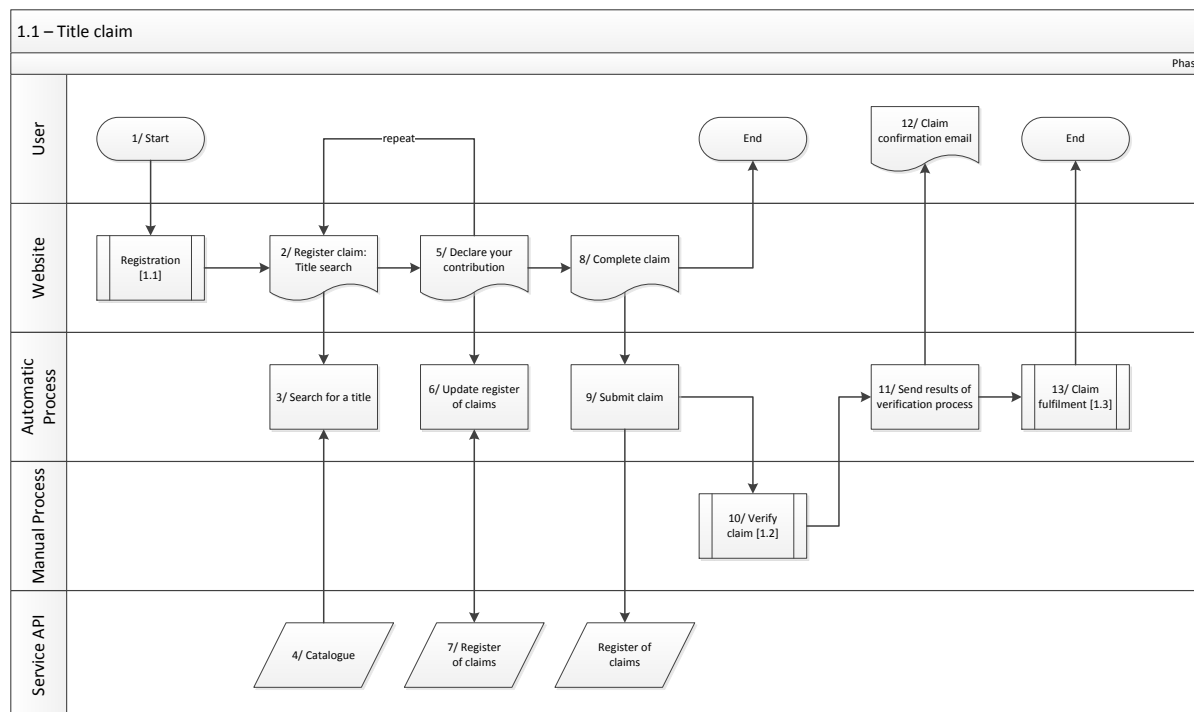 1.1 – Title claim
Phas
User
1/ Start
repeat
End
12/ Claim
confirmation email
End
Website
Registration
[1.1]
2/ Register claim:
Title search
5/ Declare your
contribution
8/ Complete claim
Automatic
Process
3/ Search for a title
6/ Update register
of claims
9/ Submit claim
11/ Send results of
verification process
13/ Claim
fulfilment [1.3]
Manual Process
10/ Verify
claim [1.2]
Service API
4/ Catalogue
7/ Register
of claims
Register of
claims